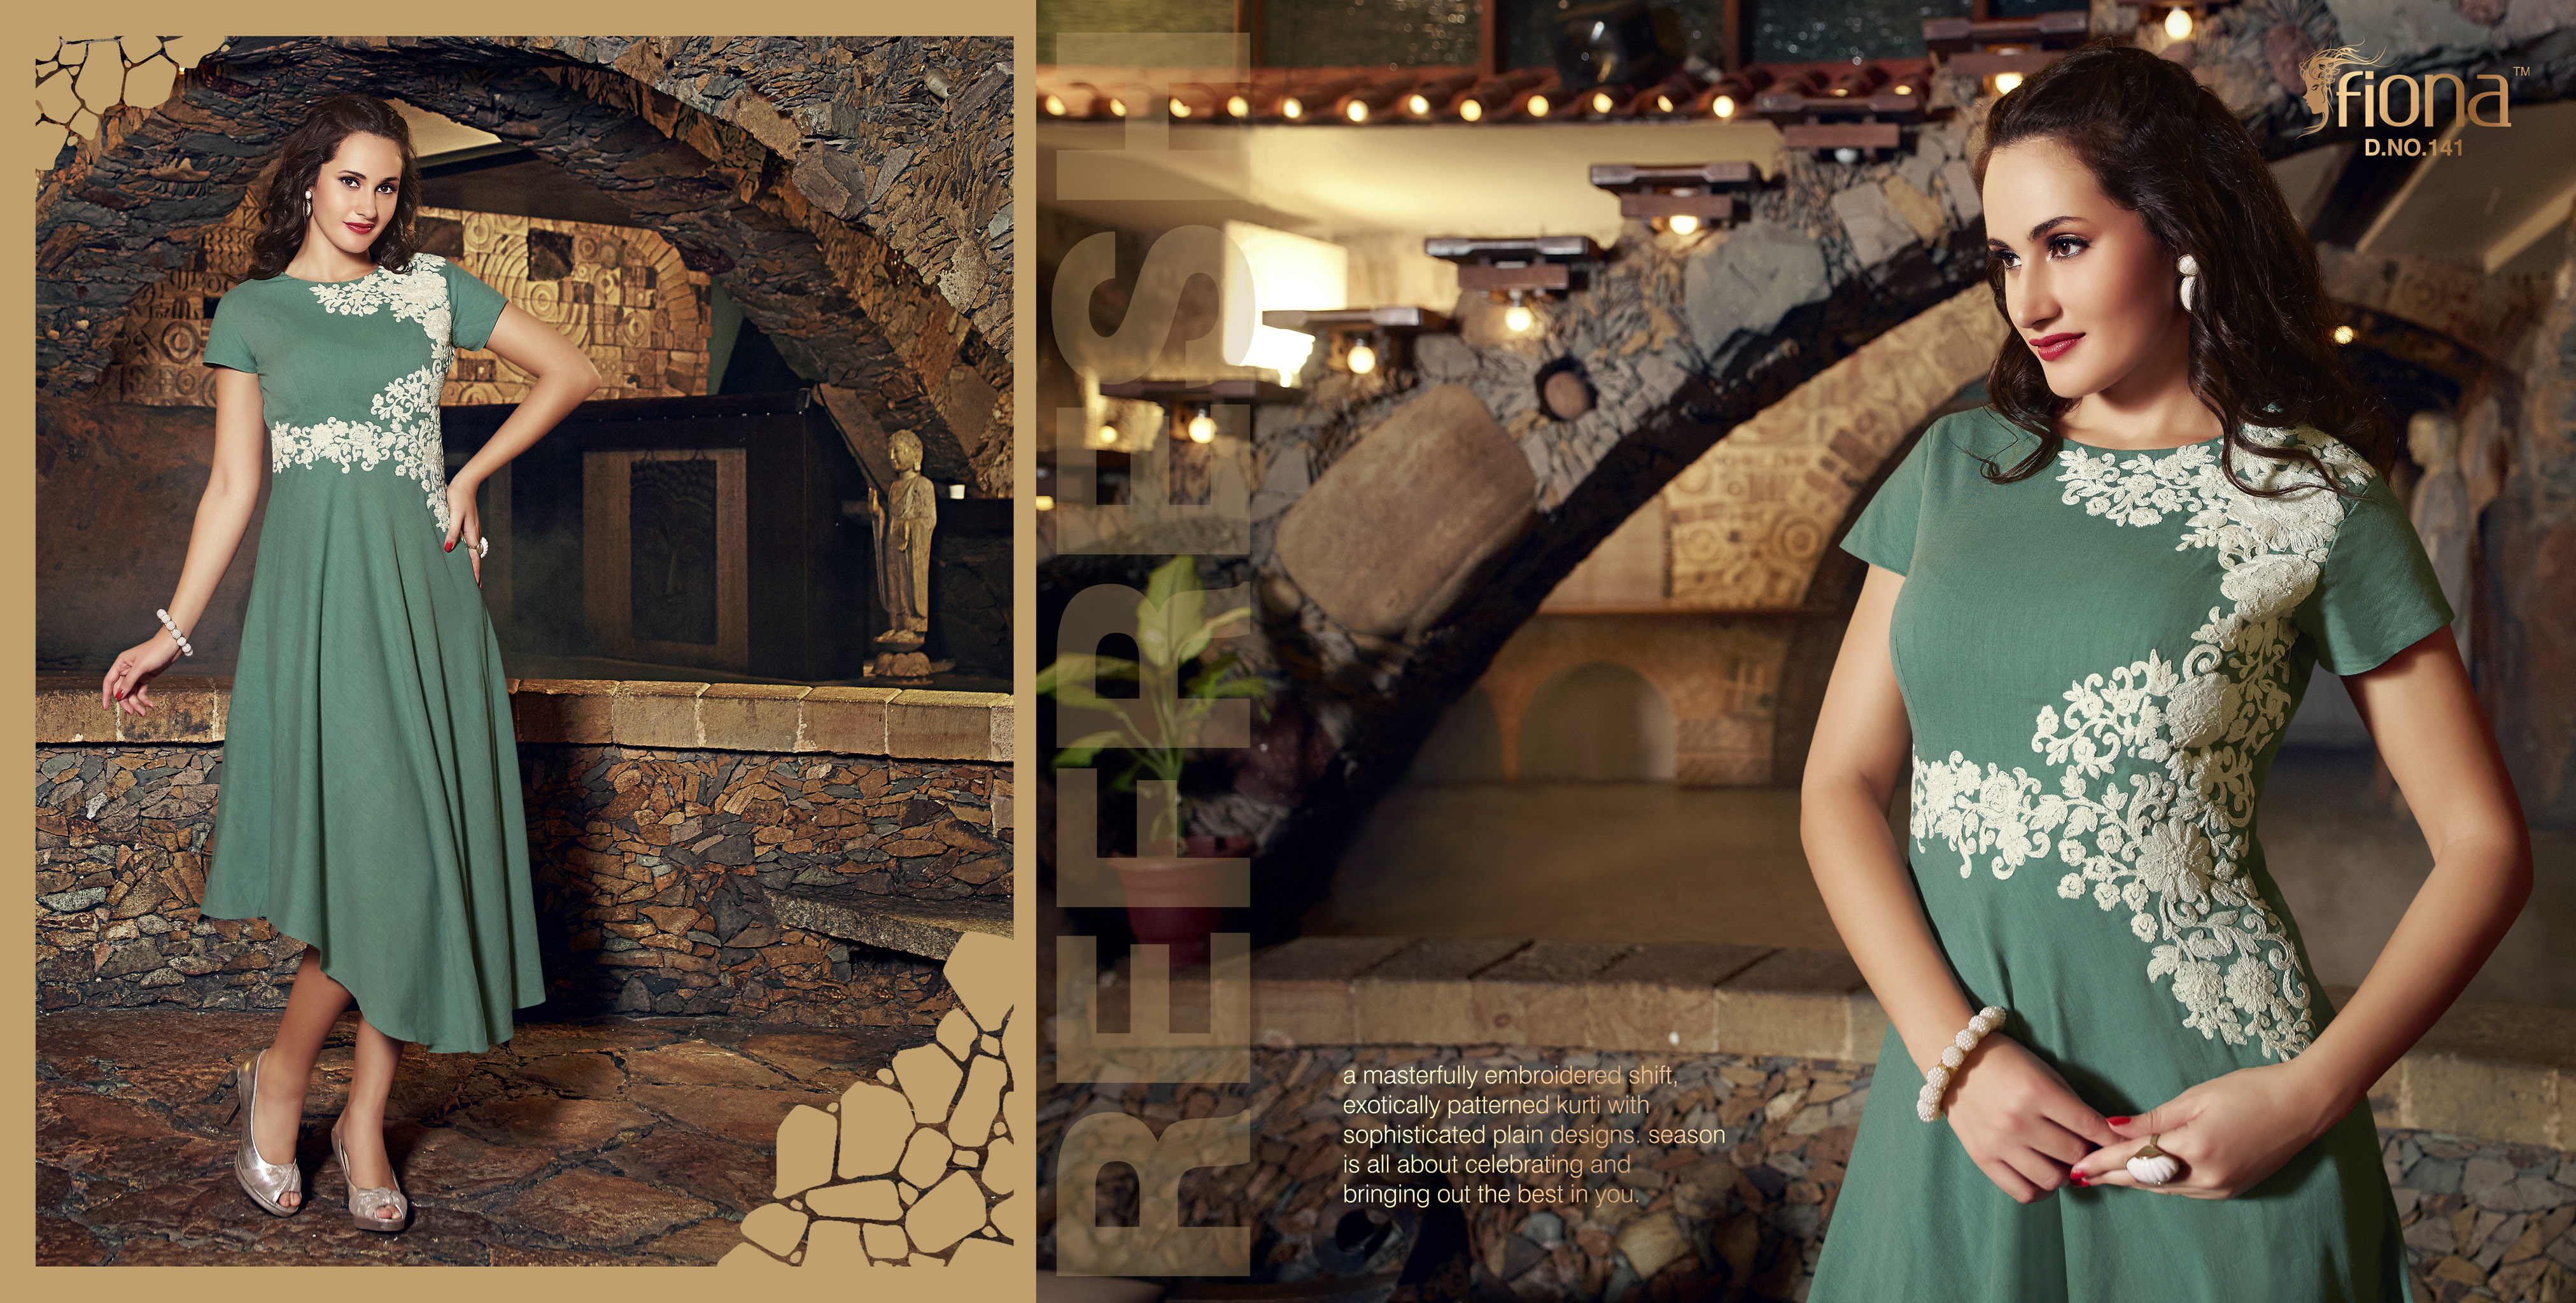 REFRESH
fiona™
D.NO.141
a masterfully embroidered shift,
exotically patterned kurti with
sophisticated plain designs. season
is all about celebrating and
bringing out the best in you.